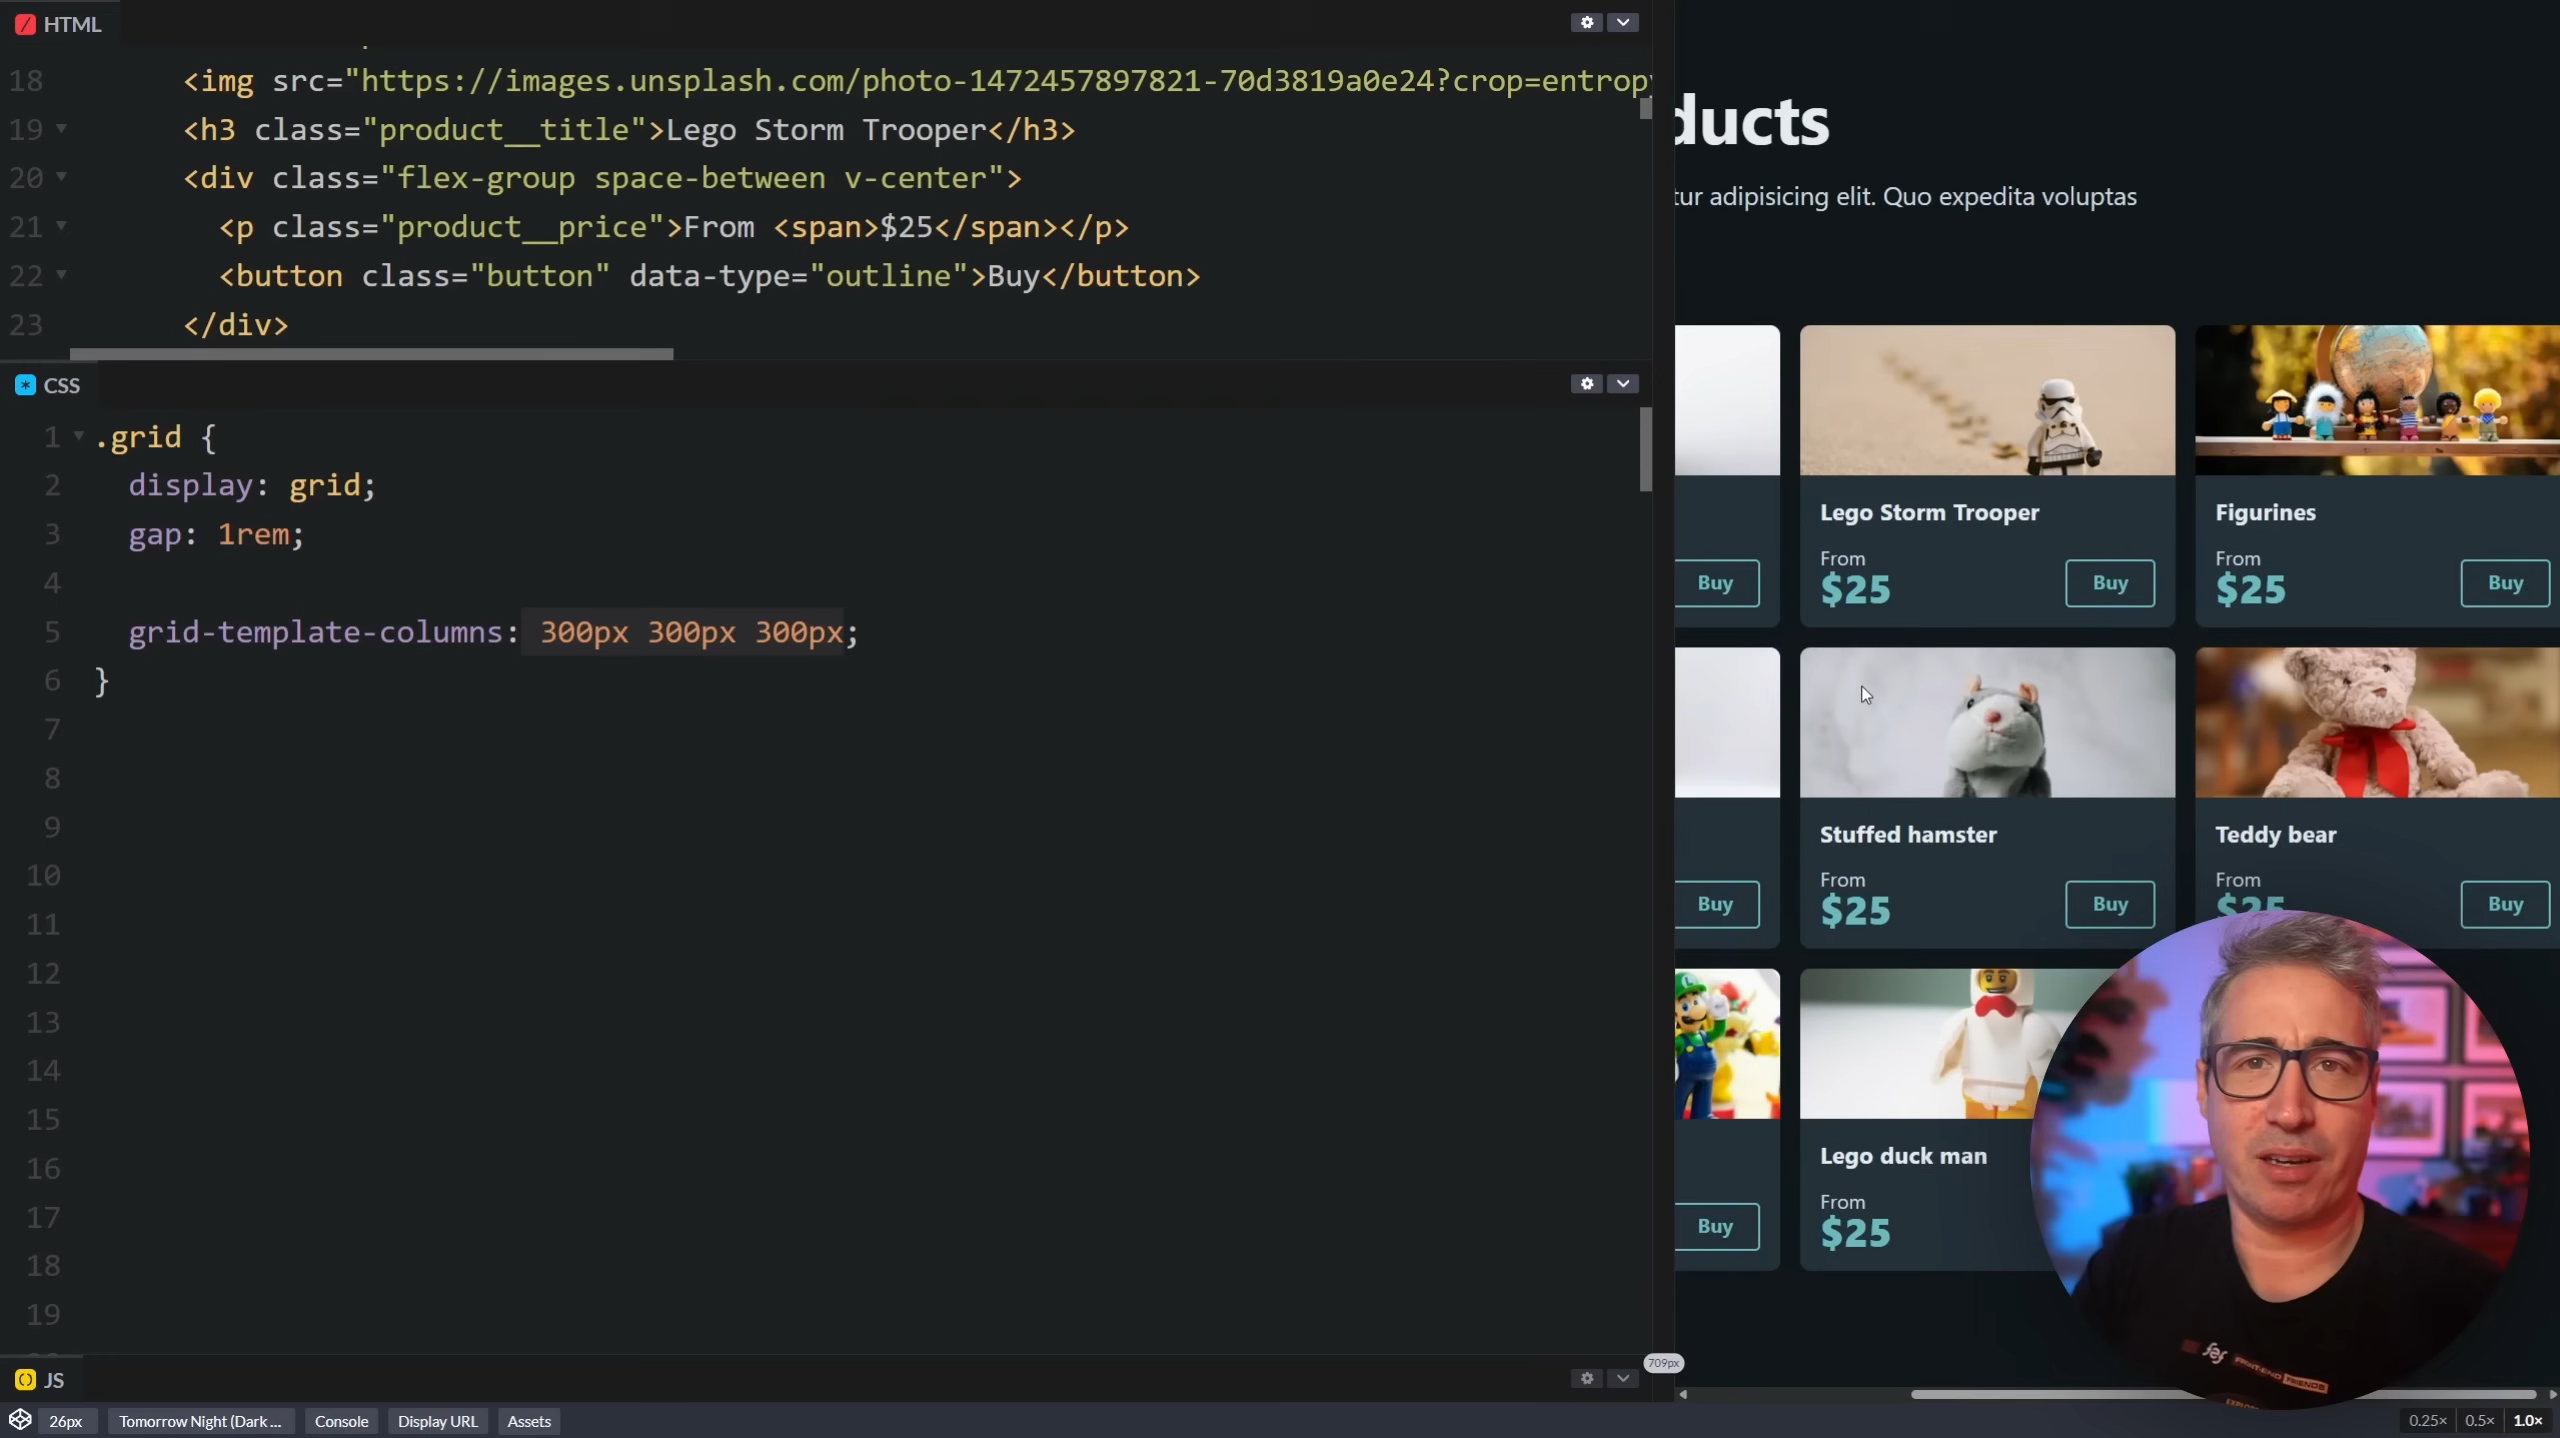 HTML
18 <img src="https://images.unsplash.com/photo-1472457897821-70d3819a0e24?crop=entropy
19 <h3 class="product__title">Lego Storm Trooper</h3>
20 <div class="flex-group space-between v-center">
21 <p class="product__price">From <span>$25</span></p>
22 <button class="button" data-type="outline">Buy</button>
23 </div>
CSS
1 .grid {
2 display: grid;
3 gap: 1rem;
4
5 grid-template-columns: 300px 300px 300px;
6 }
7
8
9
10
11
12
13
14
15
16
17
18
19
JS
709px
26px
Tomorrow Night (Dark ...
Console
Display URL
Assets
0.25×
0.5×
1.0×
ducts
tur adipisicing elit. Quo expedita voluptas
Buy
Lego Storm Trooper
From
$25
Buy
Figurines
From
$25
Buy
Buy
Stuffed hamster
From
$25
Buy
Teddy bear
From
$25
Buy
Buy
Lego duck man
From
$25
fef
FRONT-END FRIENDS